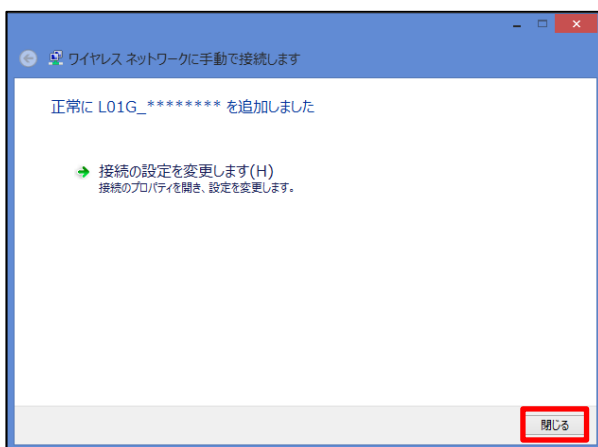 ワイヤレス ネットワークに手動で接続します
正常に L01G_******** を追加しました
接続の設定を変更します(H)
接続のプロパティを開き、設定を変更します。
閉じる